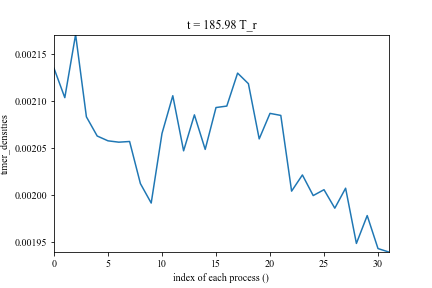 t = 185.98 T_r
timer_densities
0.00215
0.00210
0.00205
0.00200
0.00195
0 5 10 15 20 25 30
index of each process ()